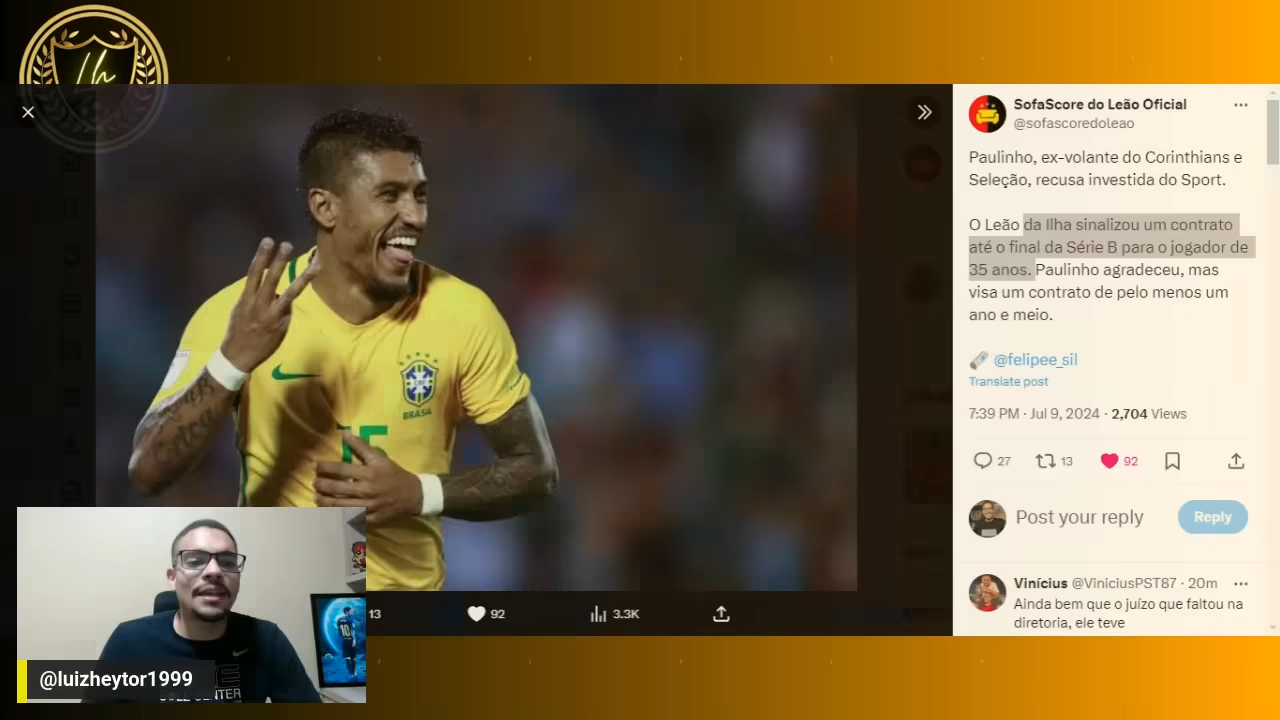 lh
SofaScore do Leão Oficial
@sofascoredoleao
Paulinho, ex-volante do Corinthians e
Seleção, recusa investida do Sport.
O Leão da Ilha sinalizou um contrato
até o final da Série B para o jogador de
35 anos. Paulinho agradeceu, mas
visa um contrato de pelo menos um
ano e meio.
@felipee_sil
Translate post
7:39 PM · Jul 9, 2024 · 2,704 Views
27 13 92
Post your reply
Reply
Vinícius @ViniciusPST87 · 20m
Ainda bem que o juízo que faltou na
diretoria, ele teve
BRASIL
15
13 92 3.3K
10
@luizheytor1999
CENTER